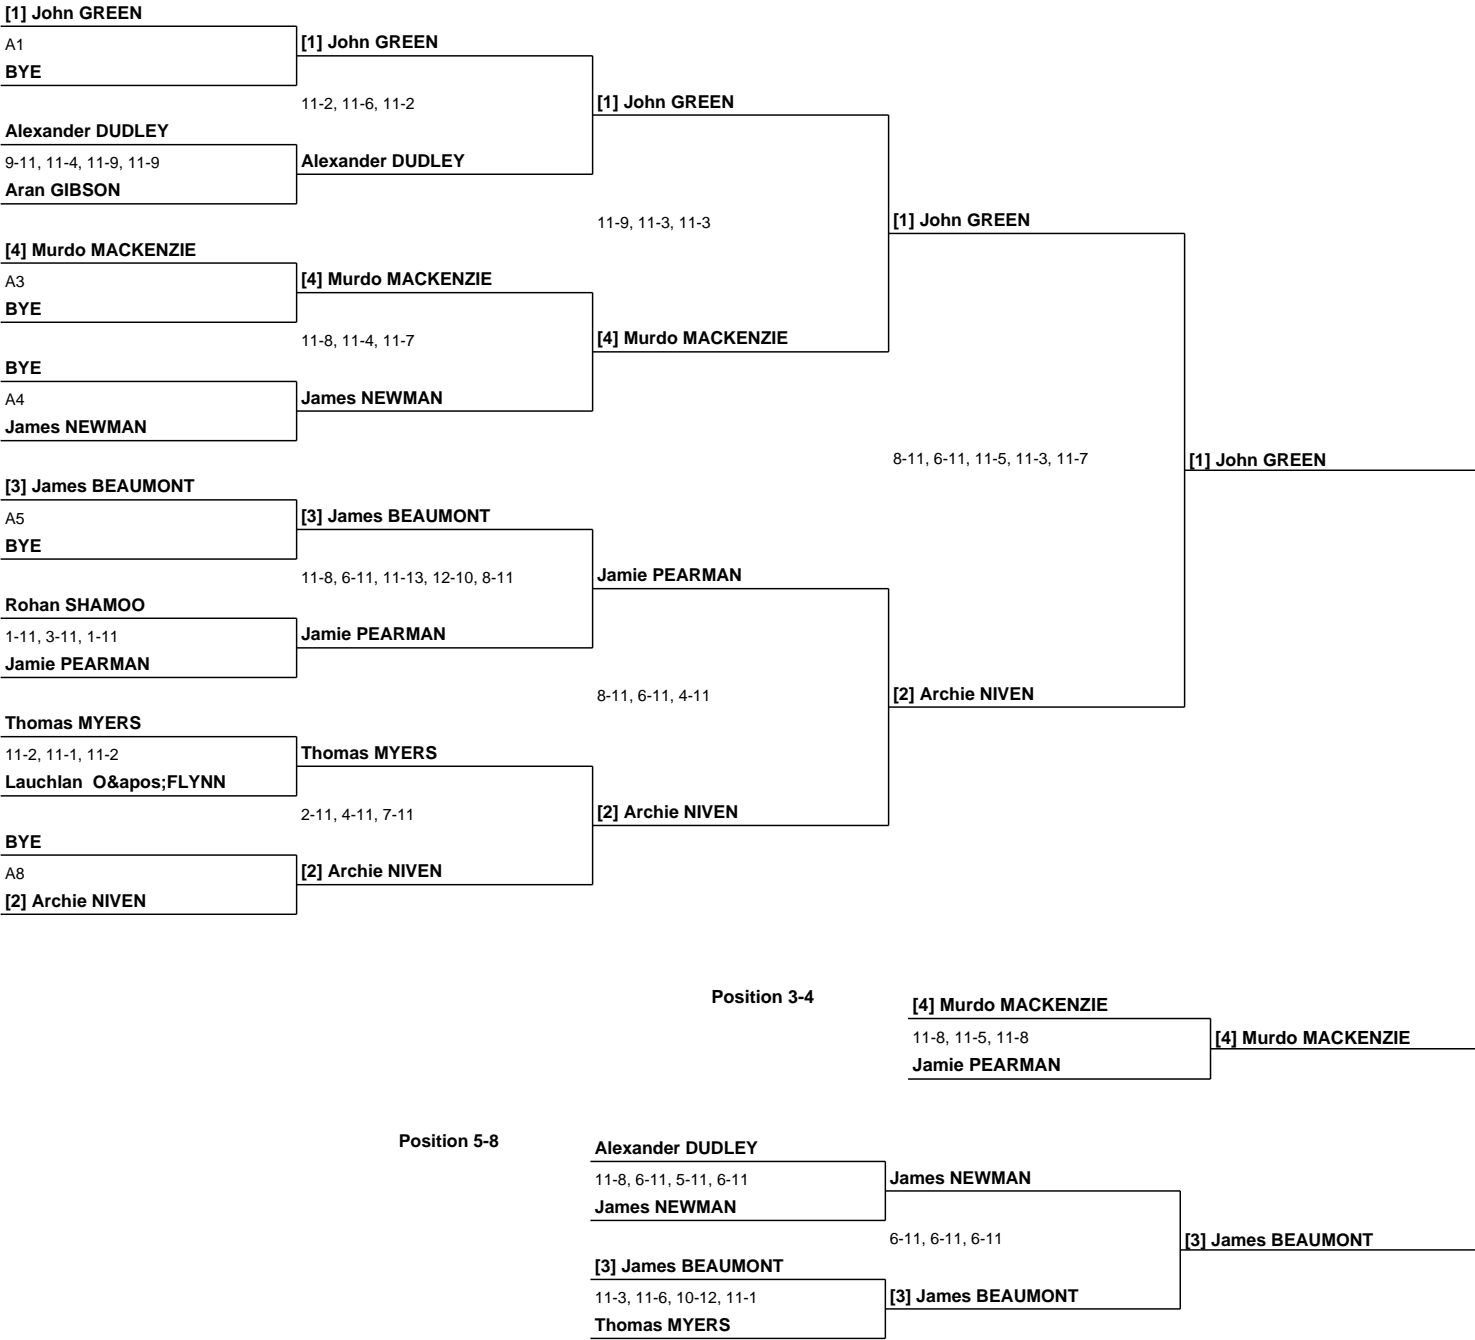 [1] John GREEN
A1
BYE
[1] John GREEN
11-2, 11-6, 11-2
Alexander DUDLEY
9-11, 11-4, 11-9, 11-9
Aran GIBSON
Alexander DUDLEY
[1] John GREEN
11-9, 11-3, 11-3
[4] Murdo MACKENZIE
A3
BYE
[4] Murdo MACKENZIE
11-8, 11-4, 11-7
BYE
A4
James NEWMAN
James NEWMAN
[4] Murdo MACKENZIE
[1] John GREEN
8-11, 6-11, 11-5, 11-3, 11-7
[1] John GREEN
[3] James BEAUMONT
A5
BYE
[3] James BEAUMONT
11-8, 6-11, 11-13, 12-10, 8-11
Rohan SHAMOO
1-11, 3-11, 1-11
Jamie PEARMAN
Jamie PEARMAN
Jamie PEARMAN
8-11, 6-11, 4-11
[2] Archie NIVEN
Thomas MYERS
11-2, 11-1, 11-2
Lauchlan  O&apos;FLYNN
Thomas MYERS
2-11, 4-11, 7-11
BYE
A8
[2] Archie NIVEN
[2] Archie NIVEN
[2] Archie NIVEN
Position 3-4
[4] Murdo MACKENZIE
11-8, 11-5, 11-8
Jamie PEARMAN
[4] Murdo MACKENZIE
Position 5-8
Alexander DUDLEY
11-8, 6-11, 5-11, 6-11
James NEWMAN
James NEWMAN
6-11, 6-11, 6-11
[3] James BEAUMONT
[3] James BEAUMONT
11-3, 11-6, 10-12, 11-1
Thomas MYERS
[3] James BEAUMONT